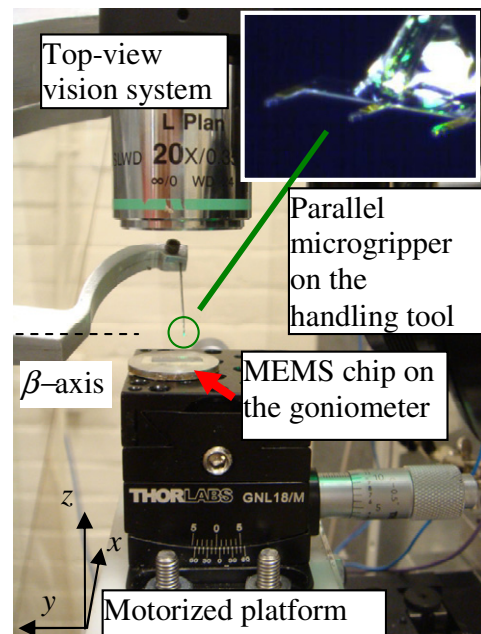 Top-view
vision system
L Plan
SLWD 20X/0.35
∞/0 WD
Parallel
microgripper
on the
handling tool
β–axis
MEMS chip on
the goniometer
THORLABS GNL18/M
5 0 5
z
x
y
Motorized platform